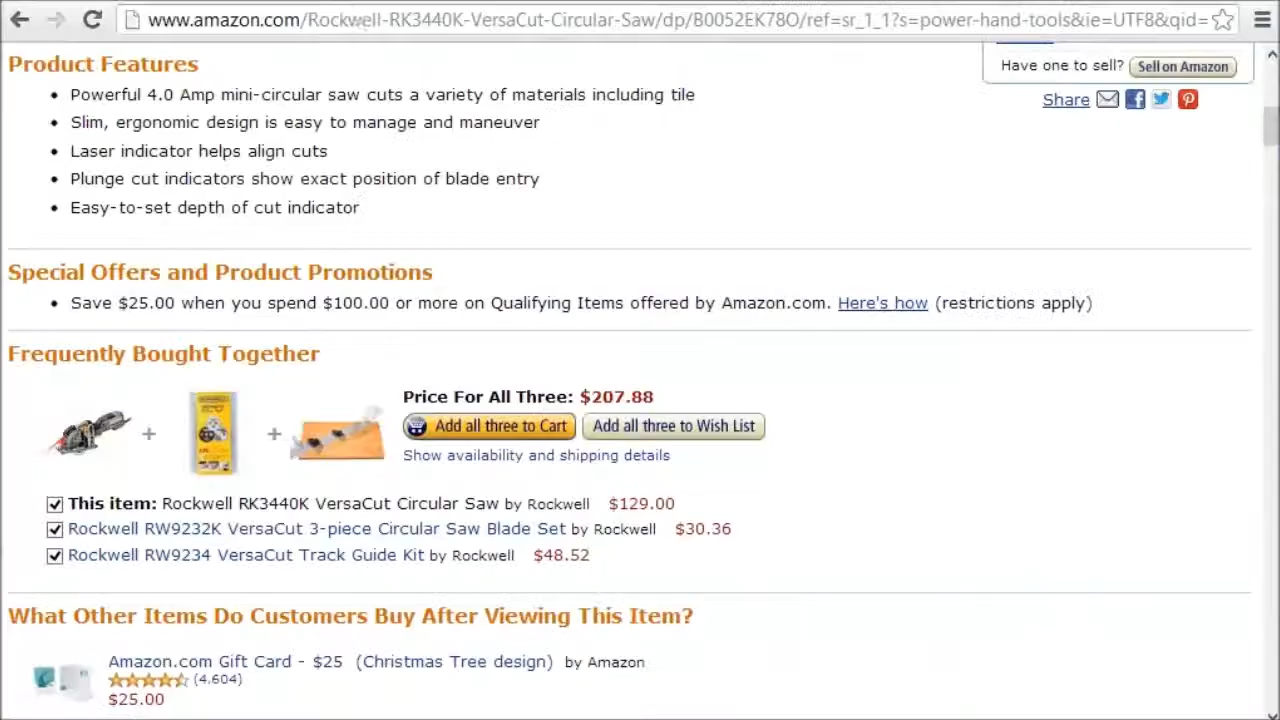 www.amazon.com/Rockwell-RK3440K-VersaCut-Circular-Saw/dp/B0052EK78O/ref=sr_1_1?s=power-hand-tools&ie=UTF8&qid=
Product Features
Have one to sell? Sell on Amazon
Share
• Powerful 4.0 Amp mini-circular saw cuts a variety of materials including tile
• Slim, ergonomic design is easy to manage and maneuver
• Laser indicator helps align cuts
• Plunge cut indicators show exact position of blade entry
• Easy-to-set depth of cut indicator
Special Offers and Product Promotions
• Save $25.00 when you spend $100.00 or more on Qualifying Items offered by Amazon.com. Here's how (restrictions apply)
Frequently Bought Together
+ +
Price For All Three: $207.88
Add all three to Cart Add all three to Wish List
Show availability and shipping details
This item: Rockwell RK3440K VersaCut Circular Saw by Rockwell $129.00
Rockwell RW9232K VersaCut 3-piece Circular Saw Blade Set by Rockwell $30.36
Rockwell RW9234 VersaCut Track Guide Kit by Rockwell $48.52
What Other Items Do Customers Buy After Viewing This Item?
Amazon.com Gift Card - $25 (Christmas Tree design) by Amazon
(4,604)
$25.00